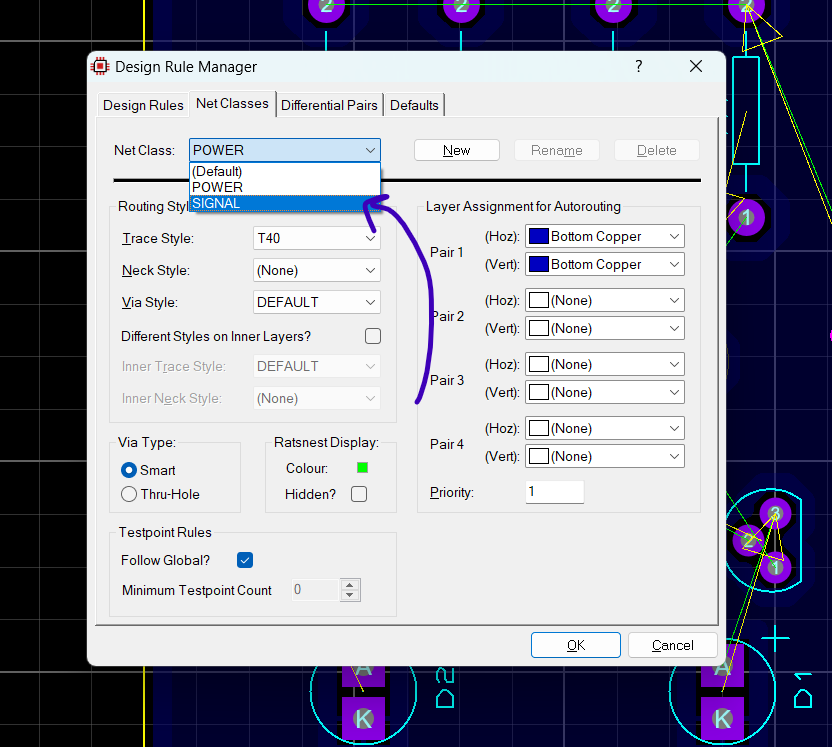 2 2 2 2
Design Rule Manager ?
Design Rules Net Classes Differential Pairs Defaults
Net Class: POWER New Rename Delete
(Default)
POWER
SIGNAL
Layer Assignment for Autorouting
Trace Style: T40
Neck Style: (None)
Via Style: DEFAULT
Different Styles on Inner Layers?
Inner Trace Style: DEFAULT
Inner Neck Style: (None)
Pair 1
(Hoz): Bottom Copper
(Vert): Bottom Copper
Pair 2
(Hoz): (None)
(Vert): (None)
Pair 3
(Hoz): (None)
(Vert): (None)
Pair 4
(Hoz): (None)
(Vert): (None)
Priority: 1
Via Type:
Smart
Thru-Hole
Ratsnest Display:
Colour:
Hidden?
Testpoint Rules
Follow Global?
Minimum Testpoint Count 0
OK Cancel
1
3
2
1
A
K
D2
A
K
D1